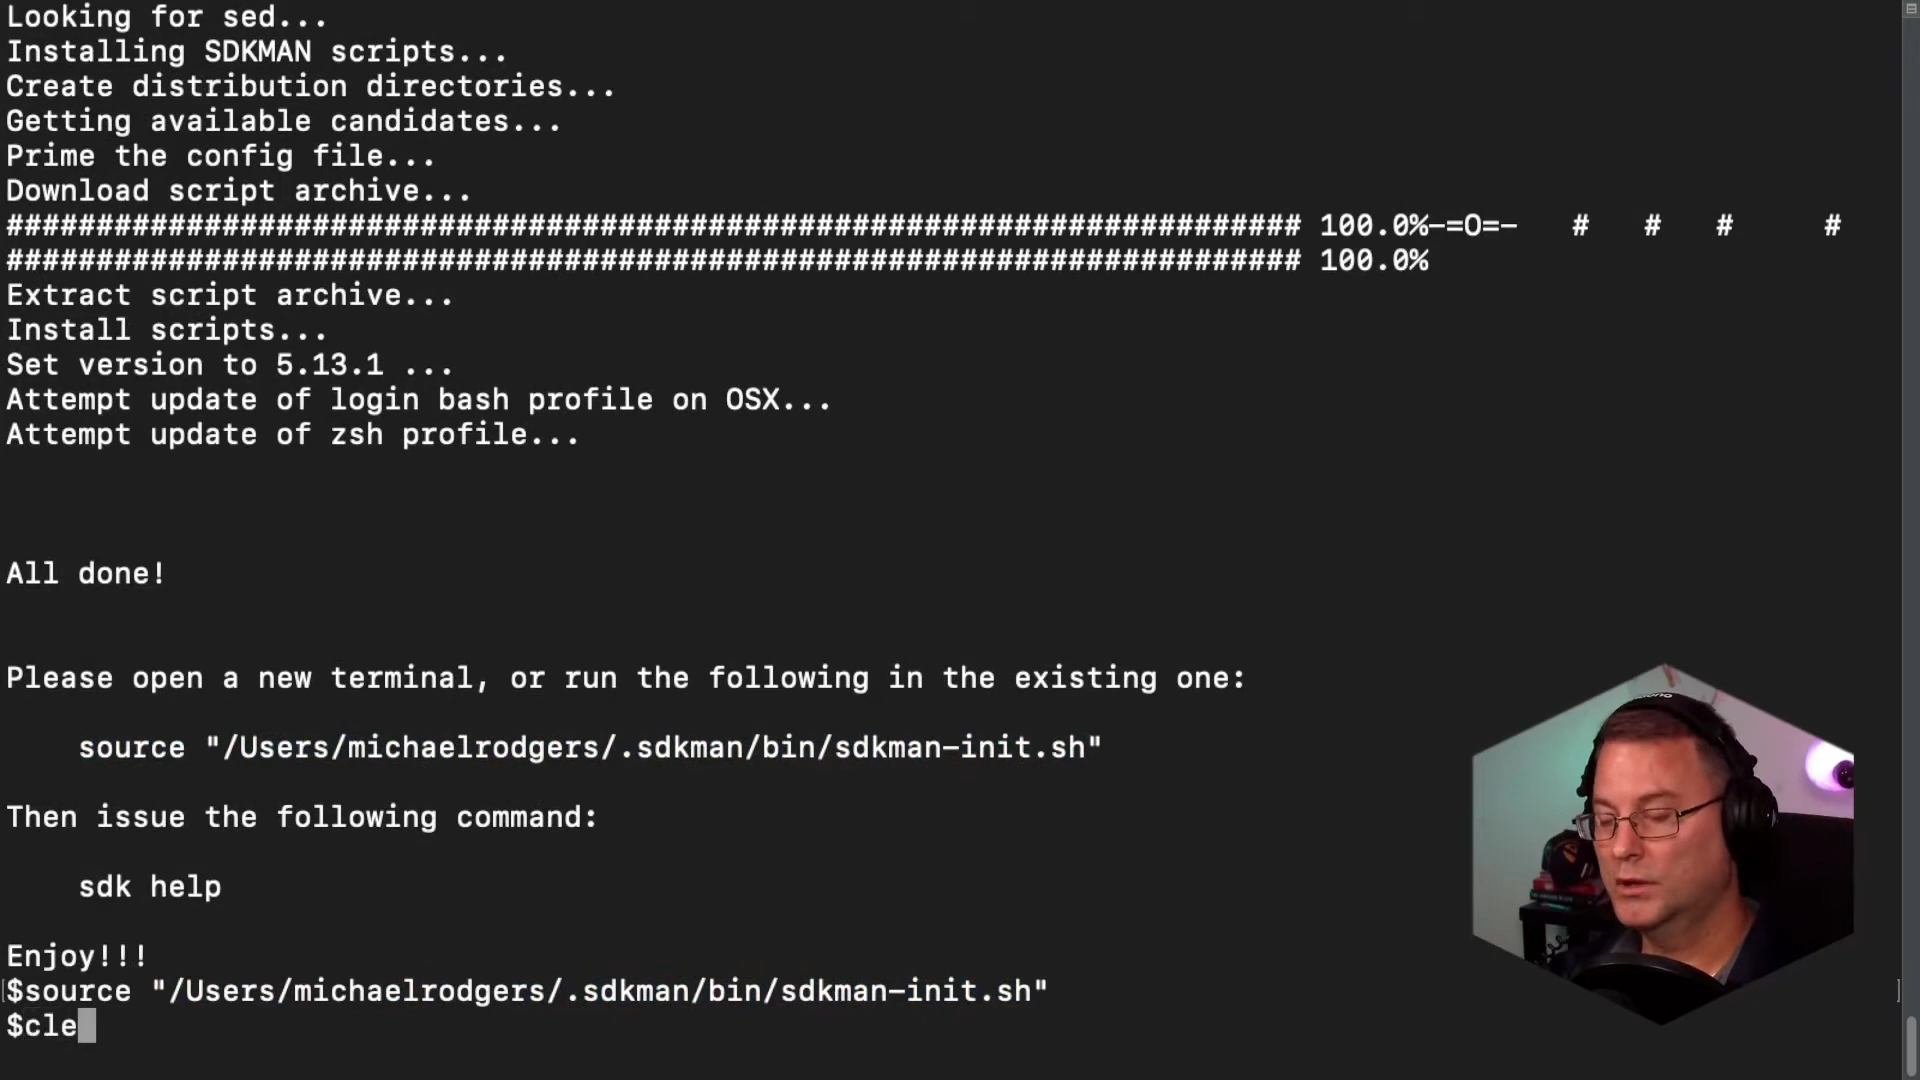 Looking for sed...
Installing SDKMAN scripts...
Create distribution directories...
Getting available candidates...
Prime the config file...
Download script archive...
######################################################################## 100.0%-=O=-   #   #   #     #
######################################################################## 100.0%
Extract script archive...
Install scripts...
Set version to 5.13.1 ...
Attempt update of login bash profile on OSX...
Attempt update of zsh profile...
All done!
Please open a new terminal, or run the following in the existing one:
source "/Users/michaelrodgers/.sdkman/bin/sdkman-init.sh"
Then issue the following command:
sdk help
Enjoy!!!
$source "/Users/michaelrodgers/.sdkman/bin/sdkman-init.sh"
$cle